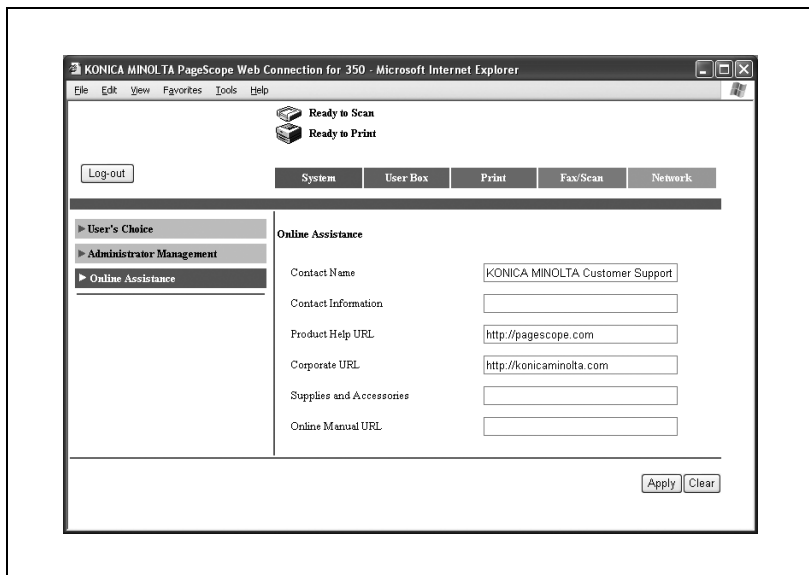 KONICA MINOLTA PageScope Web Connection for 350 - Microsoft Internet Explorer
File Edit View Favorites Tools Help
Ready to Scan
Ready to Print
Log-out
System User Box Print Fax/Scan Network
User's Choice
Administrator Management
Online Assistance
Online Assistance
Contact Name KONICA MINOLTA Customer Support
Contact Information
Product Help URL http://pagescope.com
Corporate URL http://konicaminolta.com
Supplies and Accessories
Online Manual URL
Apply Clear